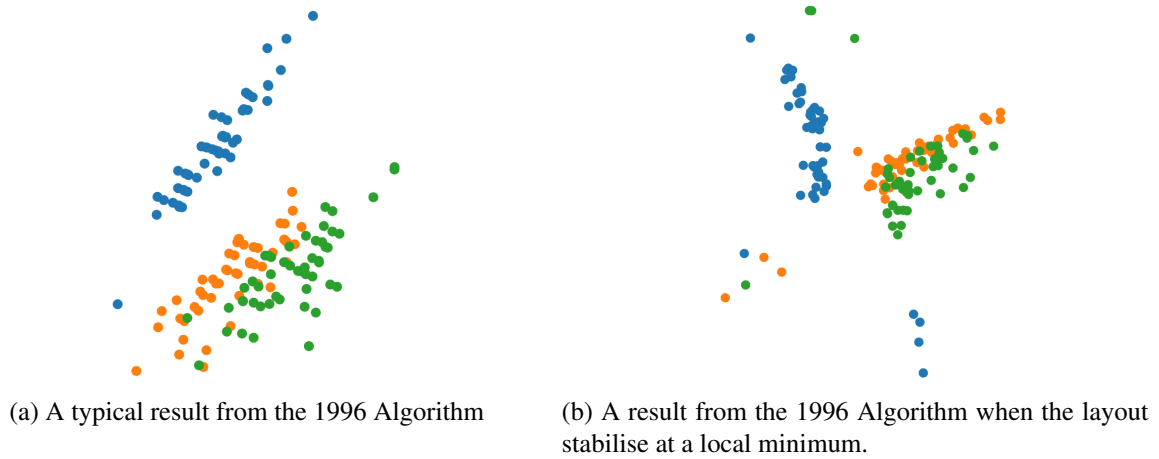 (a) A typical result from the 1996 Algorithm
(b) A result from the 1996 Algorithm when the layout
stabilise at a local minimum.